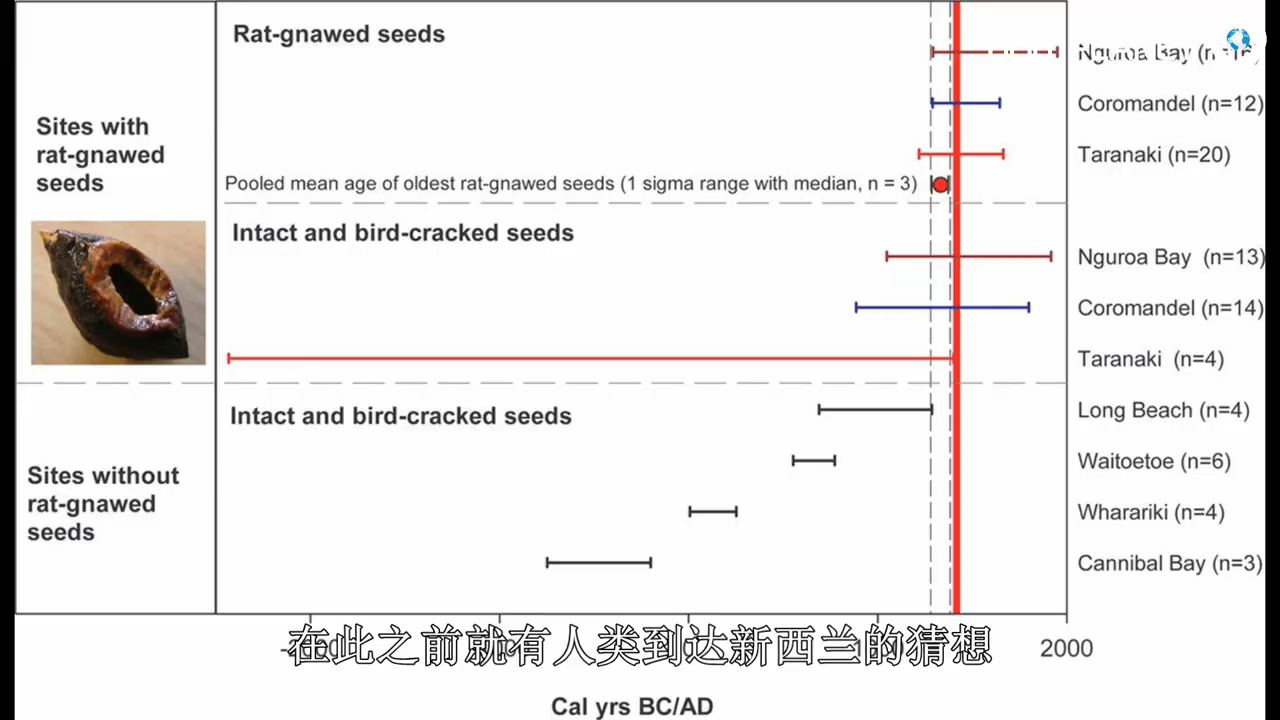 Rat-gnawed seeds
Nguroa Bay
Coromandel (n=12)
Sites with
rat-gnawed
seeds
Taranaki (n=20)
Pooled mean age of oldest rat-gnawed seeds (1 sigma range with median, n = 3)
Intact and bird-cracked seeds
Nguroa Bay (n=13)
Coromandel (n=14)
Taranaki (n=4)
Intact and bird-cracked seeds
Long Beach (n=4)
Sites without
rat-gnawed
seeds
Waitoetoe (n=6)
Wharariki (n=4)
Cannibal Bay (n=3)
在此之前就有人类到达新西兰的猜想
2000
Cal yrs BC/AD